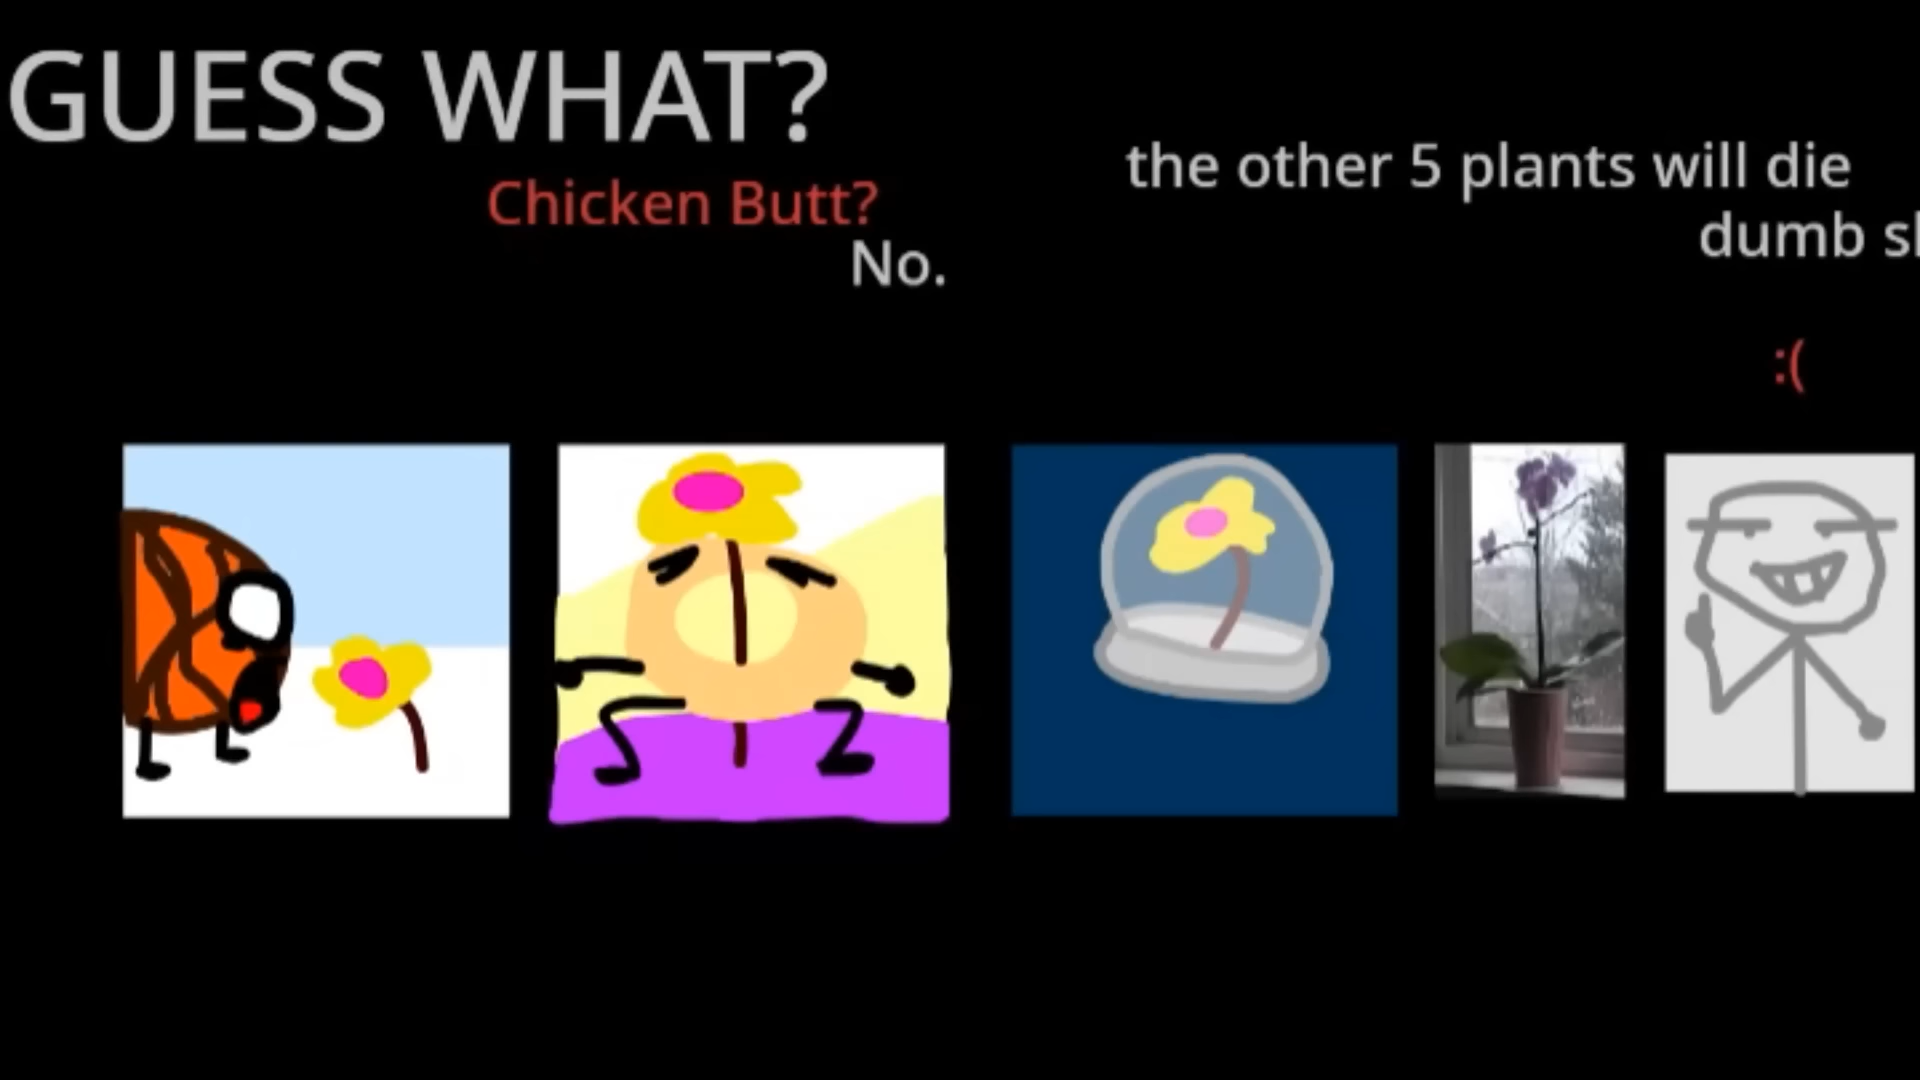 GUESS WHAT?
Chicken Butt?
No.
the other 5 plants will die
dumb
:(